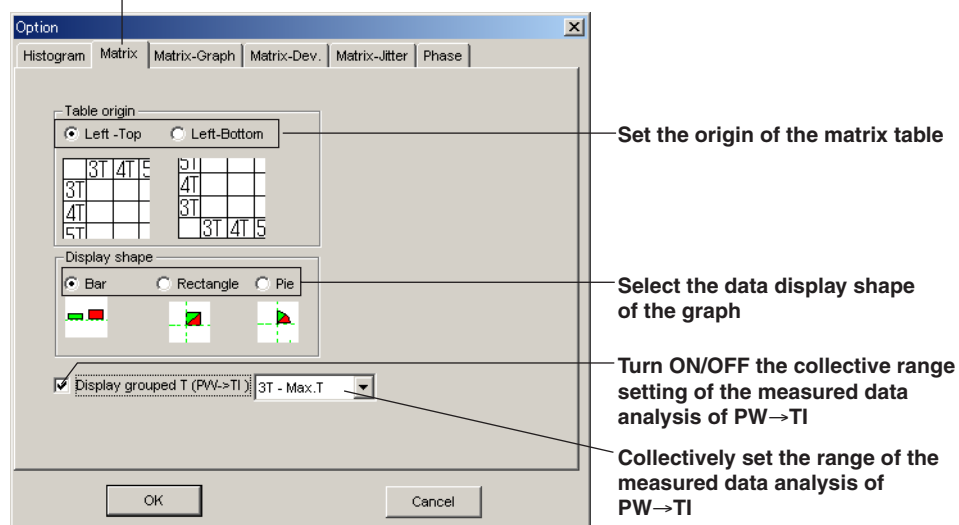 Option
Histogram Matrix Matrix-Graph Matrix-Dev. Matrix-Jitter Phase
Table origin
Left -Top Left-Bottom
Set the origin of the matrix table
3T 4T 5
3T
4T
5T
5T
4T
3T
3T 4T 5
Display shape
Bar Rectangle Pie
Select the data display shape
of the graph
Display grouped T (PW->TI ) 3T - Max.T
Turn ON/OFF the collective range
setting of the measured data
analysis of PW→TI
Collectively set the range of the
measured data analysis of
PW→TI
OK Cancel